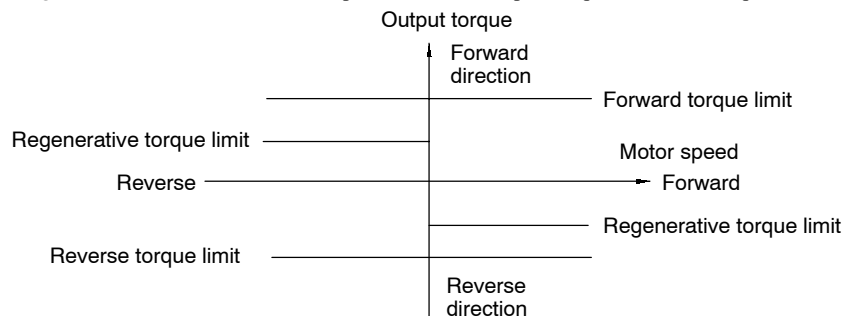 Output torque
Forward
direction
Forward torque limit
Regenerative torque limit
Motor speed
Reverse
Forward
Regenerative torque limit
Reverse torque limit
Reverse
direction